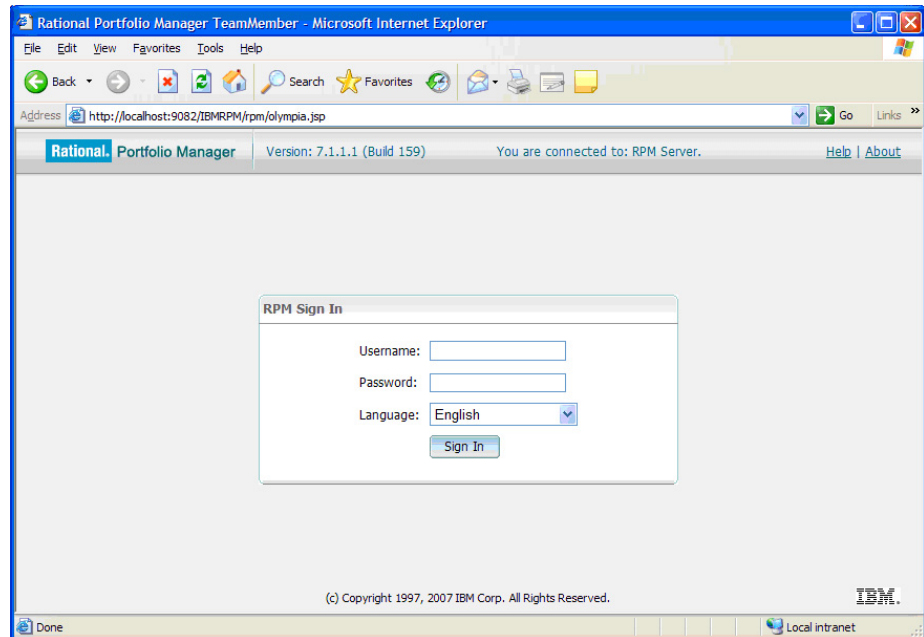 Rational Portfolio Manager TeamMember - Microsoft Internet Explorer
File Edit View Favorites Tools Help
Back Search Favorites
Address http://localhost:9082/IBMRPM/rpm/olympia.jsp Go Links »
Rational. Portfolio Manager Version: 7.1.1.1 (Build 159) You are connected to: RPM Server. Help | About
RPM Sign In
Username:
Password:
Language: English
Sign In
(c) Copyright 1997, 2007 IBM Corp. All Rights Reserved.
IBM.
Done Local intranet